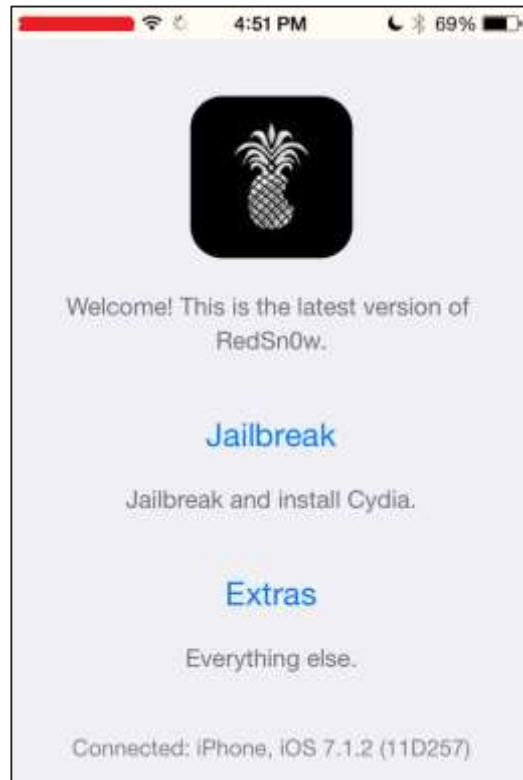 4:51 PM
69%
Welcome! This is the latest version of
RedSn0w.
Jailbreak
Jailbreak and install Cydia.
Extras
Everything else.
Connected: iPhone, iOS 7.1.2 (11D257)